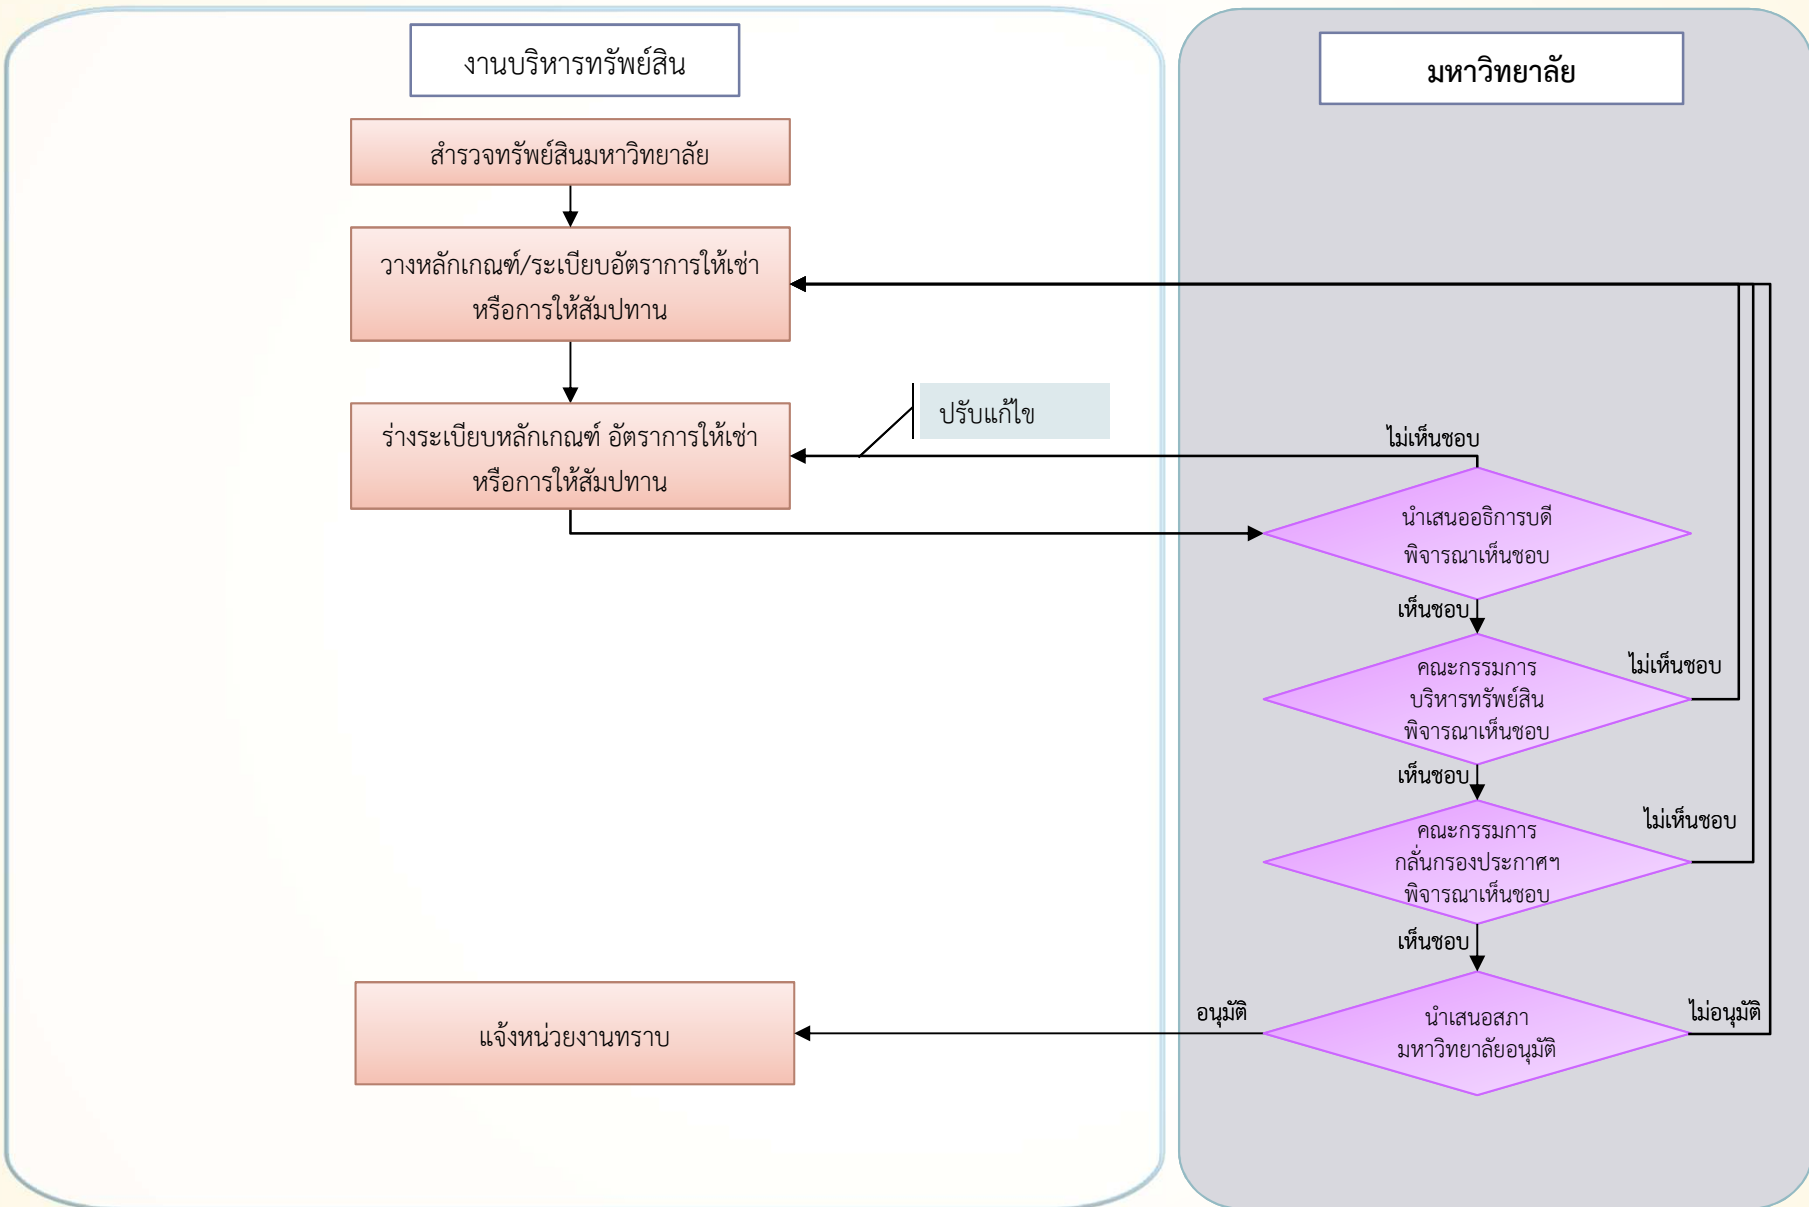 งานบริหารทรัพย์สิน
มหาวิทยาลัย
สำรวจทรัพย์สินมหาวิทยาลัย
วางหลักเกณฑ์/ระเบียบอัตราการให้เช่า
หรือการให้สัมปทาน
ปรับแก้ไข
ร่างระเบียบหลักเกณฑ์ อัตราการให้เช่า
หรือการให้สัมปทาน
ไม่เห็นชอบ
นำเสนออธิการบดี
พิจารณาเห็นชอบ
เห็นชอบ
คณะกรรมการ
บริหารทรัพย์สิน
พิจารณาเห็นชอบ
ไม่เห็นชอบ
เห็นชอบ
คณะกรรมการ
กลั่นกรองประกาศฯ
พิจารณาเห็นชอบ
ไม่เห็นชอบ
เห็นชอบ
นำเสนอสภา
มหาวิทยาลัยอนุมัติ
อนุมัติ
ไม่อนุมัติ
แจ้งหน่วยงานทราบ